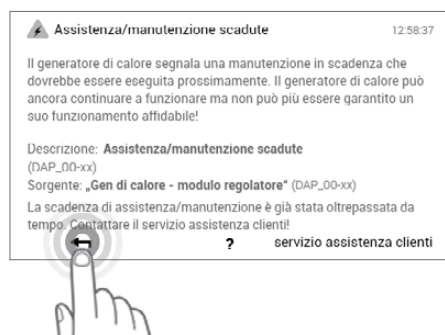 Assistenza/manutenzione scadute 12:58:37
Il generatore di calore segnala una manutenzione in scadenza che
dovrebbe essere eseguita prossimamente. Il generatore di calore può
ancora continuare a funzionare ma non può più essere garantito un
suo funzionamento affidabile!
Descrizione: Assistenza/manutenzione scadute
(DAP_00-xx)
Sorgente: „Gen di calore - modulo regolatore“ (DAP_00-xx)
La scadenza di assistenza/manutenzione è già stata oltrepassata da
tempo. Contattare il servizio assistenza clienti!
? servizio assistenza clienti